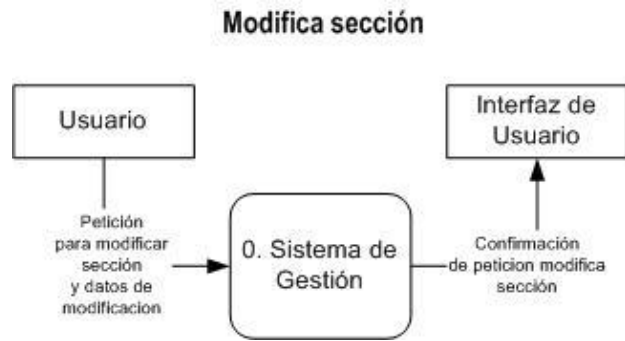 Modifica sección
Usuario
Interfaz de
Usuario
Petición
para modificar
sección
y datos de
modificacion
0. Sistema de
Gestión
Confirmación
de peticion modifica
sección